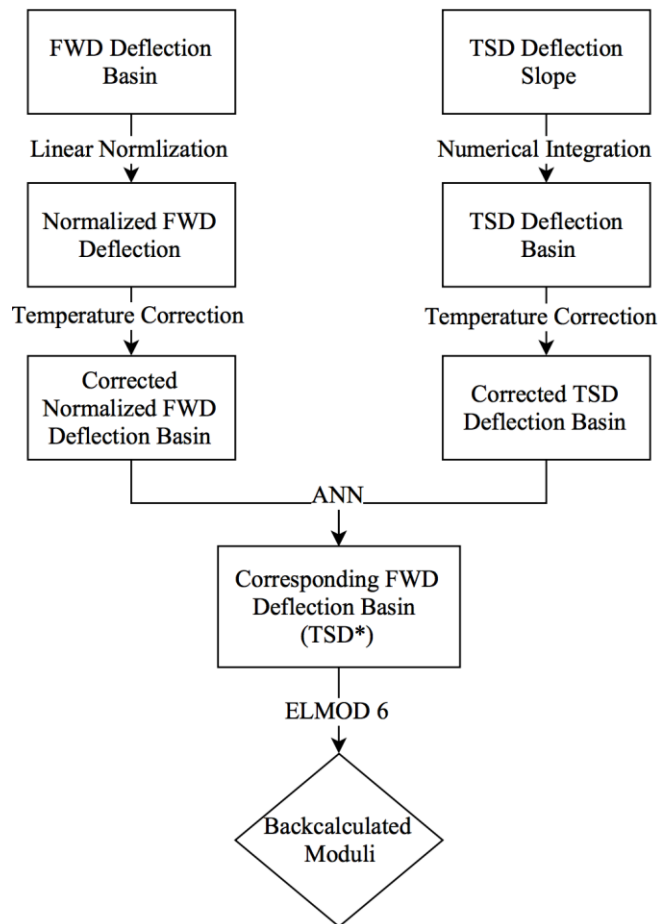 FWD Deflection
Basin
TSD Deflection
Slope
Linear Normlization
Numerical Integration
Normalized FWD
Deflection
TSD Deflection
Basin
Temperature Correction
Temperature Correction
Corrected
Normalized FWD
Deflection Basin
Corrected TSD
Deflection Basin
ANN
Corresponding FWD
Deflection Basin
(TSD*)
ELMOD 6
Backcalculated
Moduli